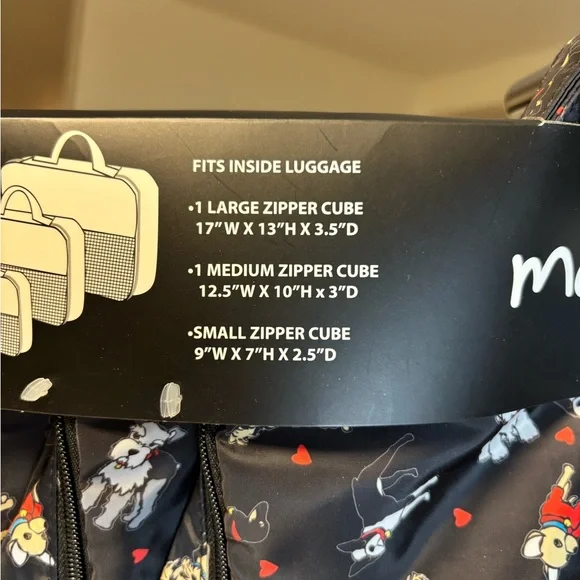 FITS INSIDE LUGGAGE
•1 LARGE ZIPPER CUBE
17”W X 13”H X 3.5”D
•1 MEDIUM ZIPPER CUBE
12.5”W X 10”H x 3”D
•SMALL ZIPPER CUBE
9”W X 7”H X 2.5”D